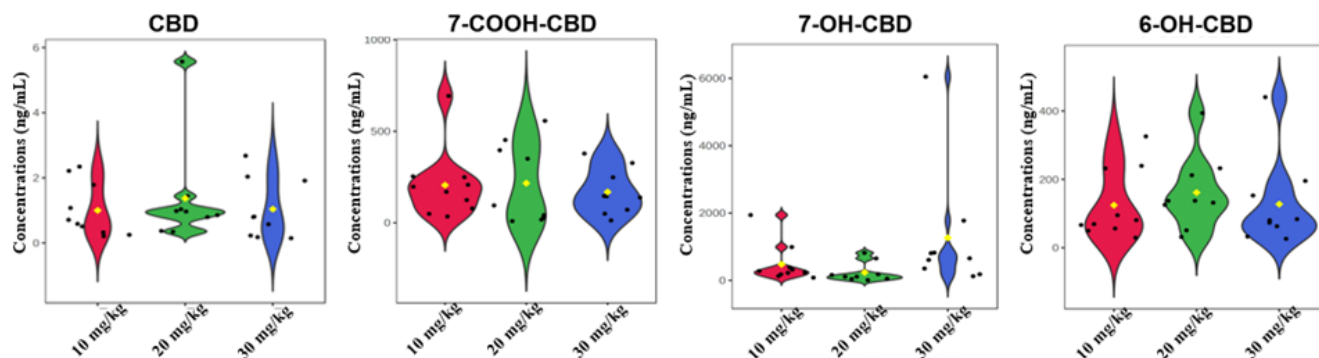 CBD
7-COOH-CBD
7-OH-CBD
6-OH-CBD
Concentrations (ng/mL)
6
4
2
0
10 mg/kg
20 mg/kg
30 mg/kg
Concentrations (ng/mL)
1000
500
0
10 mg/kg
20 mg/kg
30 mg/kg
Concentrations (ng/mL)
6000
4000
2000
0
10 mg/kg
20 mg/kg
30 mg/kg
Concentrations (ng/mL)
400
200
0
10 mg/kg
20 mg/kg
30 mg/kg